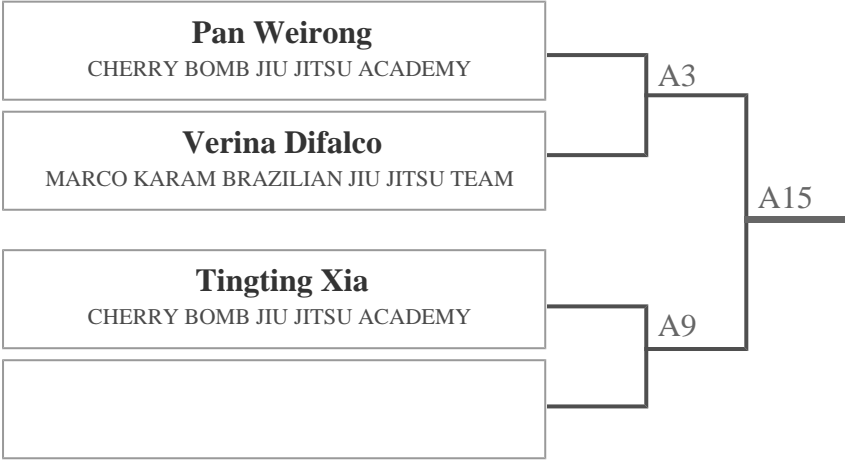 Pan Weirong
CHERRY BOMB JIU JITSU ACADEMY
A3
Verina Difalco
MARCO KARAM BRAZILIAN JIU JITSU TEAM
A15
Tingting Xia
CHERRY BOMB JIU JITSU ACADEMY
A9